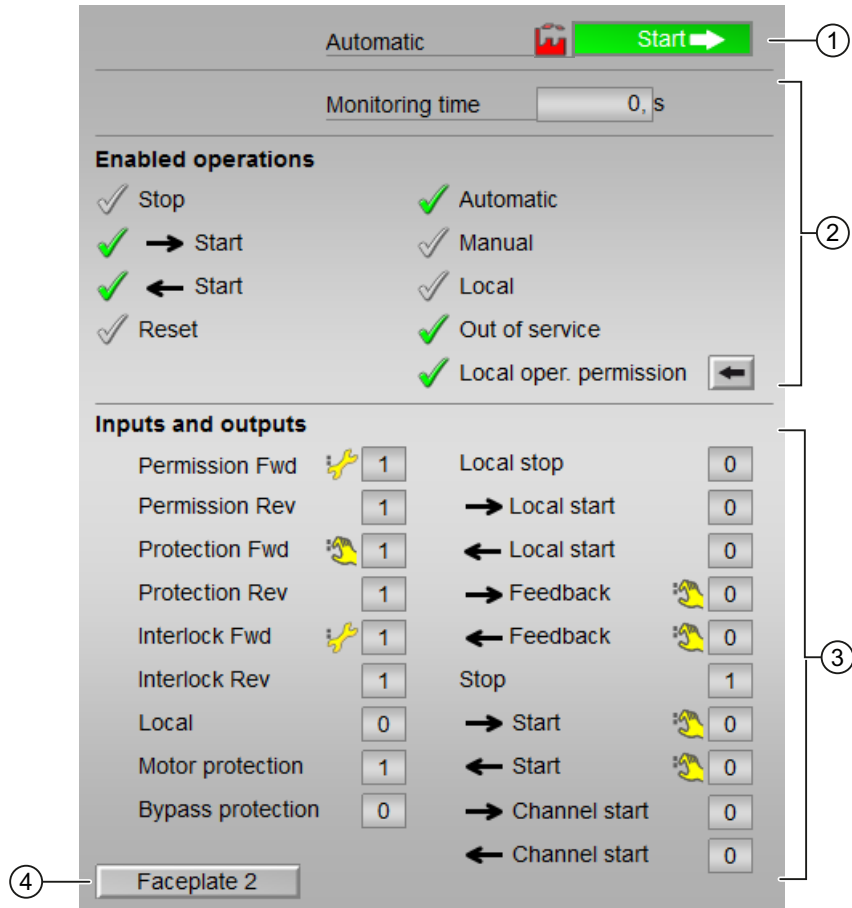 Automatic Start ①
Monitoring time 0, s
Enabled operations
Stop Automatic
→ Start Manual
②
← Start Local
Reset Out of service
Local oper. permission ←
Inputs and outputs
Permission Fwd 1 Local stop 0
Permission Rev 1 → Local start 0
Protection Fwd 1 ← Local start 0
Protection Rev 1 → Feedback 0
Interlock Fwd 1 ← Feedback 0
③
Interlock Rev 1 Stop 1
Local 0 → Start 0
Motor protection 1 ← Start 0
Bypass protection 0 → Channel start 0
← Channel start 0
④ Faceplate 2